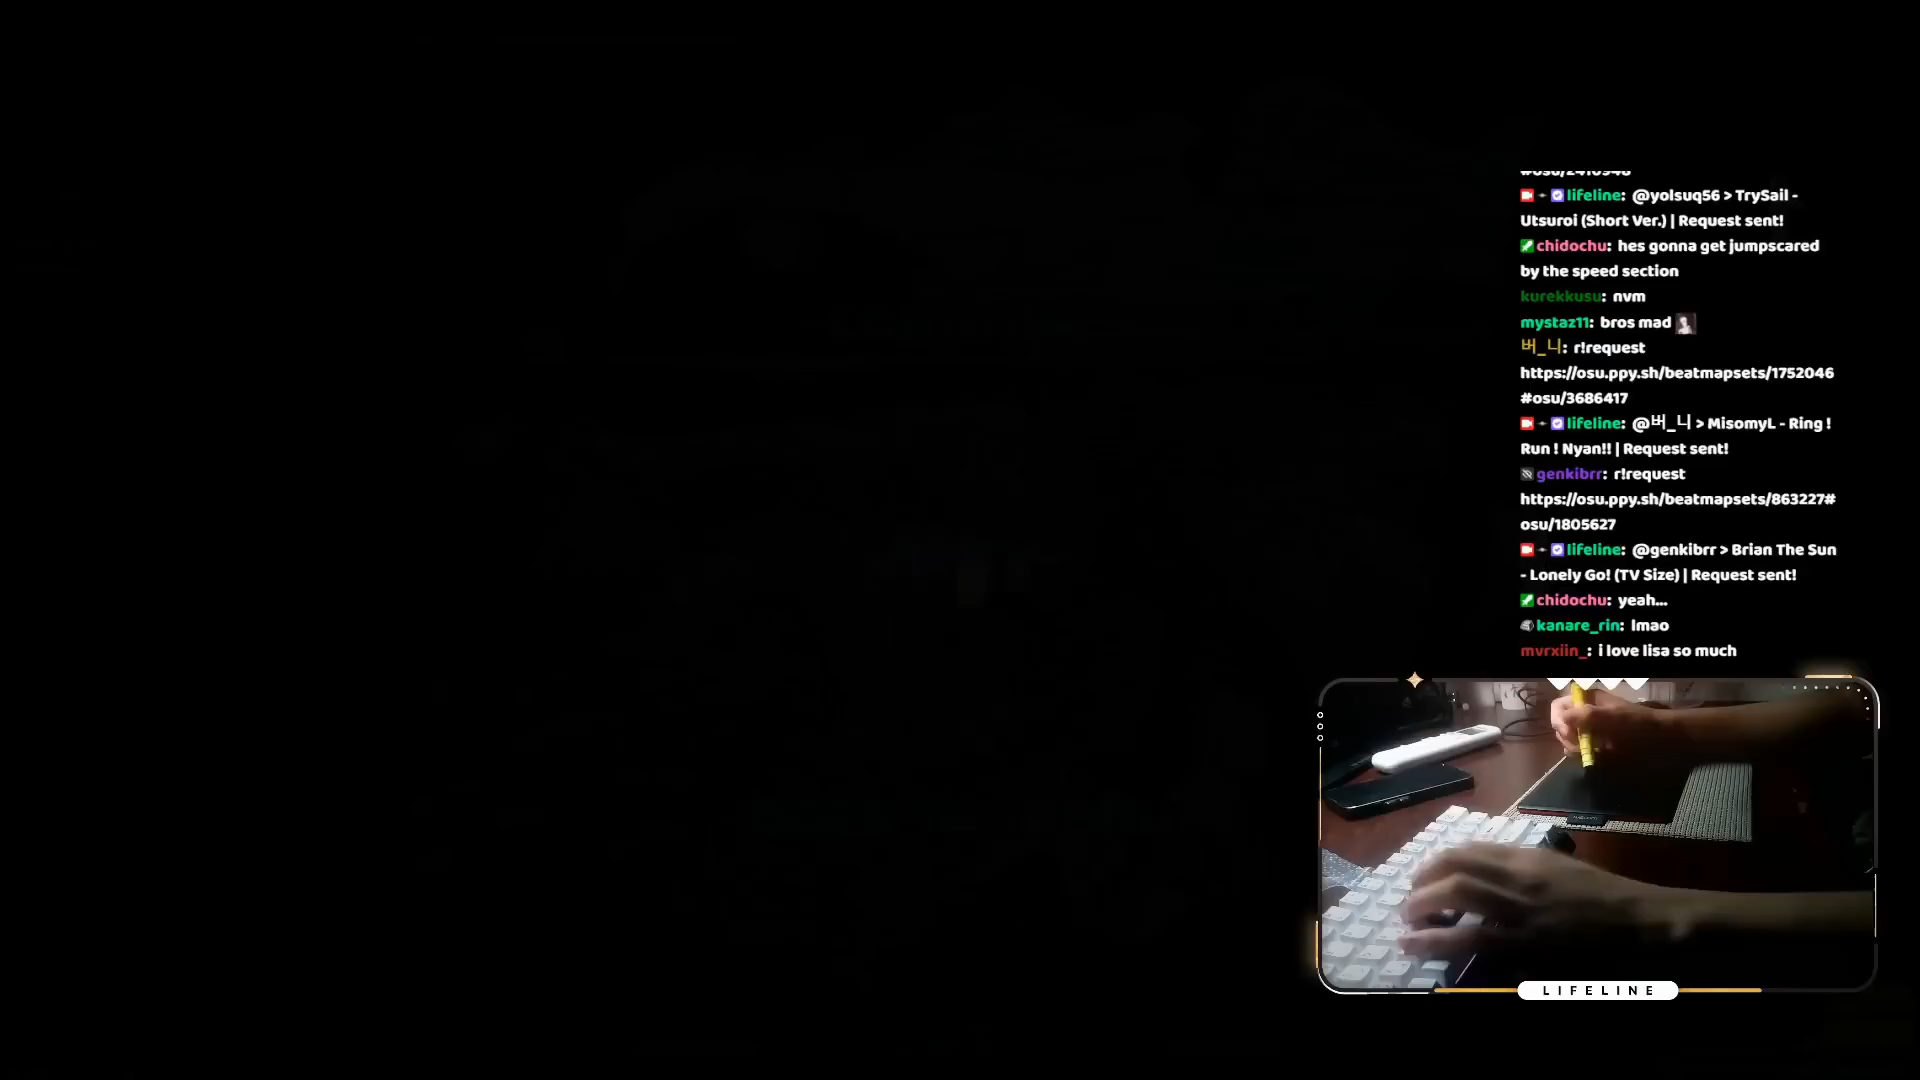 #osu/2410948
lifeline: @yolsuq56 > TrySail -
Utsuroi (Short Ver.) | Request sent!
chidochu: hes gonna get jumpscared
by the speed section
kurekkusu: nvm
mystaz11: bros mad
버_니: r!request
https://osu.ppy.sh/beatmapsets/1752046
#osu/3686417
lifeline: @버_니 > MisomyL - Ring !
Run ! Nyan!! | Request sent!
genkibrr: r!request
https://osu.ppy.sh/beatmapsets/863227#
osu/1805627
lifeline: @genkibrr > Brian The Sun
- Lonely Go! (TV Size) | Request sent!
chidochu: yeah...
kanare_rin: lmao
mvrxiin_: i love lisa so much
LIFELINE